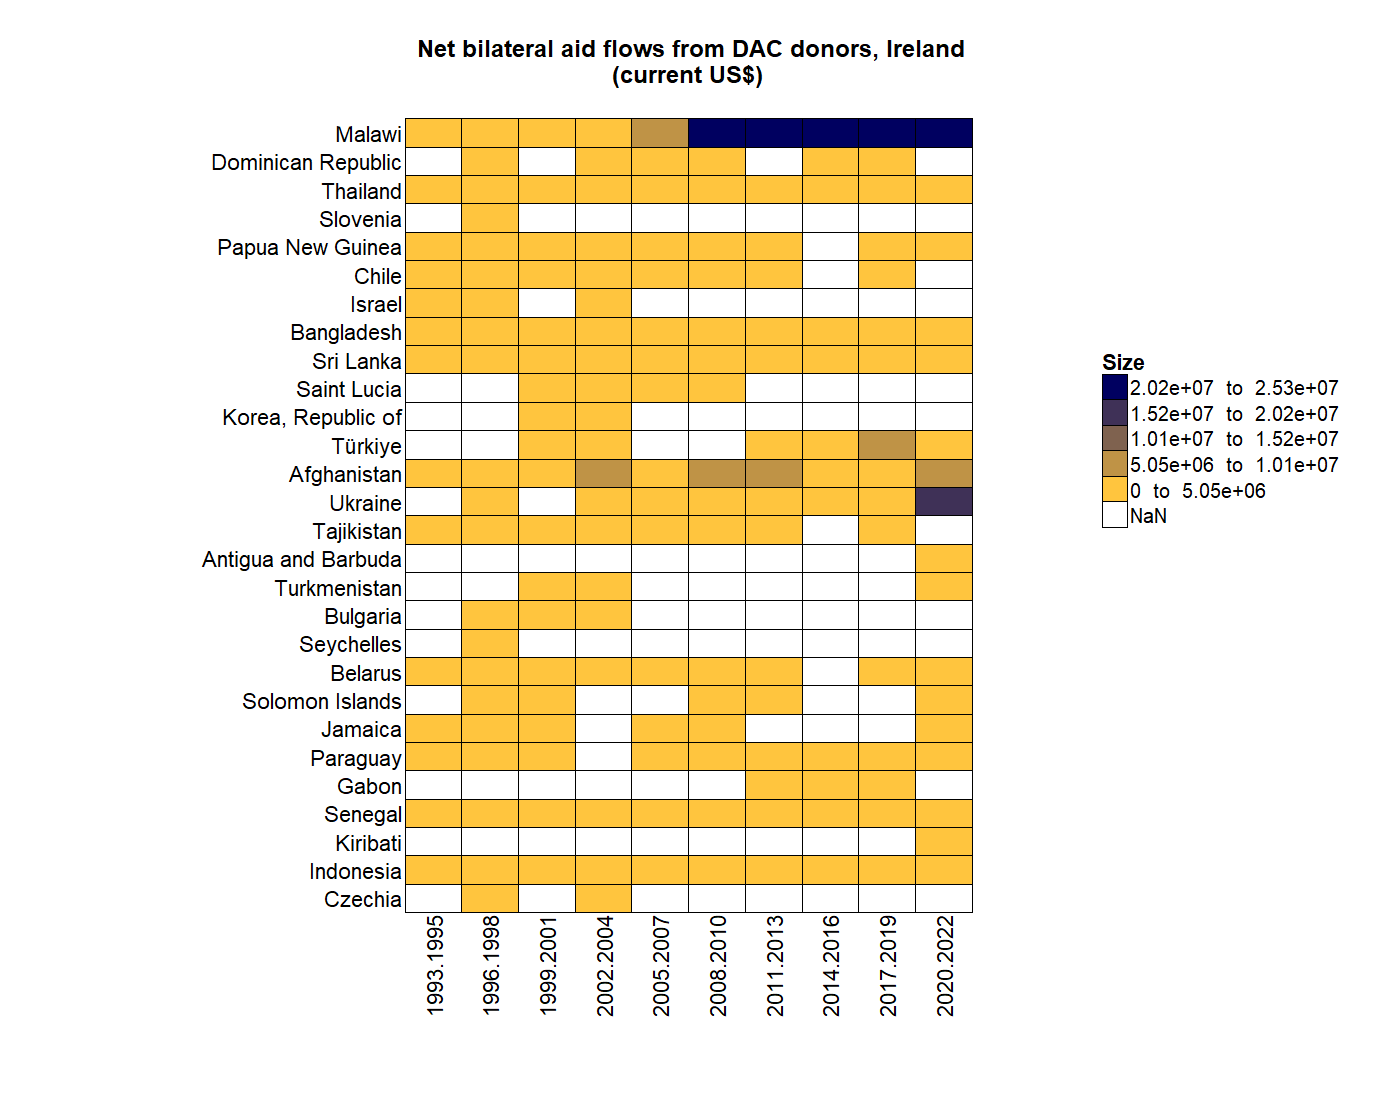 Net bilateral aid flows from DAC donors, Ireland
(current US$)
Malawi
Dominican Republic
Thailand
Slovenia
Papua New Guinea
Chile
Israel
Bangladesh
Sri Lanka
Saint Lucia
Korea, Republic of
Türkiye
Afghanistan
Ukraine
Tajikistan
Antigua and Barbuda
Turkmenistan
Bulgaria
Seychelles
Belarus
Solomon Islands
Jamaica
Paraguay
Gabon
Senegal
Kiribati
Indonesia
Czechia
1993.1995
1996.1998
1999.2001
2002.2004
2005.2007
2008.2010
2011.2013
2014.2016
2017.2019
2020.2022
Size
2.02e+07 to 2.53e+07
1.52e+07 to 2.02e+07
1.01e+07 to 1.52e+07
5.05e+06 to 1.01e+07
0 to 5.05e+06
NaN